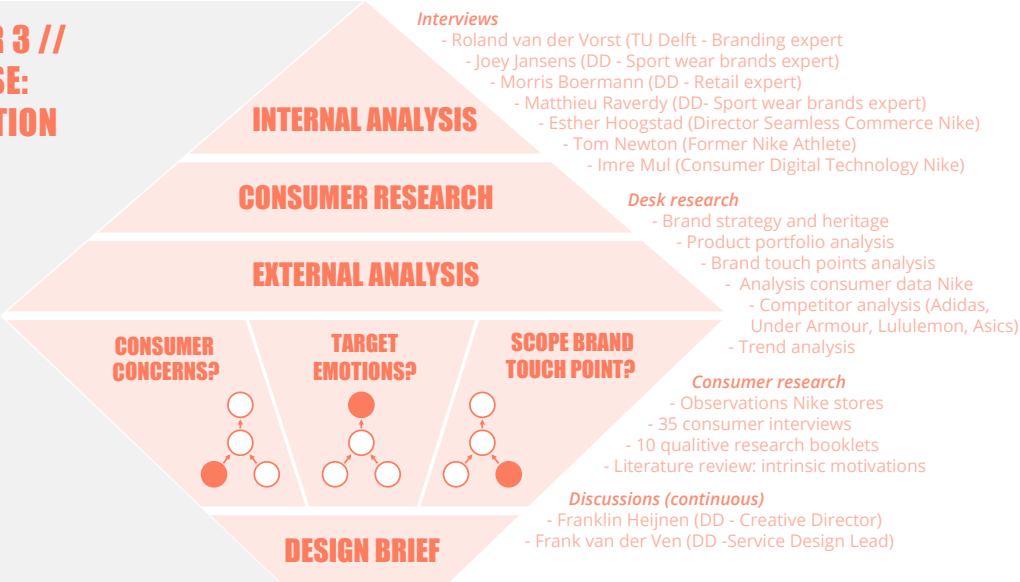 R 3 //
SE:
TION
INTERNAL ANALYSIS
CONSUMER RESEARCH
EXTERNAL ANALYSIS
CONSUMER
CONCERNS?
TARGET
EMOTIONS?
SCOPE BRAND
TOUCH POINT?
DESIGN BRIEF
Interviews
- Roland van der Vorst (TU Delft - Branding expert
- Joey Jansens (DD - Sport wear brands expert)
- Morris Boermann (DD - Retail expert)
- Matthieu Raverdy (DD- Sport wear brands expert)
- Esther Hoogstad (Director Seamless Commerce Nike)
- Tom Newton (Former Nike Athlete)
- Imre Mul (Consumer Digital Technology Nike)
Desk research
- Brand strategy and heritage
- Product portfolio analysis
- Brand touch points analysis
- Analysis consumer data Nike
- Competitor analysis (Adidas,
Under Armour, Lululemon, Asics)
- Trend analysis
Consumer research
- Observations Nike stores
- 35 consumer interviews
- 10 qualitive research booklets
- Literature review: intrinsic motivations
Discussions (continuous)
- Franklin Heijnen (DD - Creative Director)
- Frank van der Ven (DD -Service Design Lead)